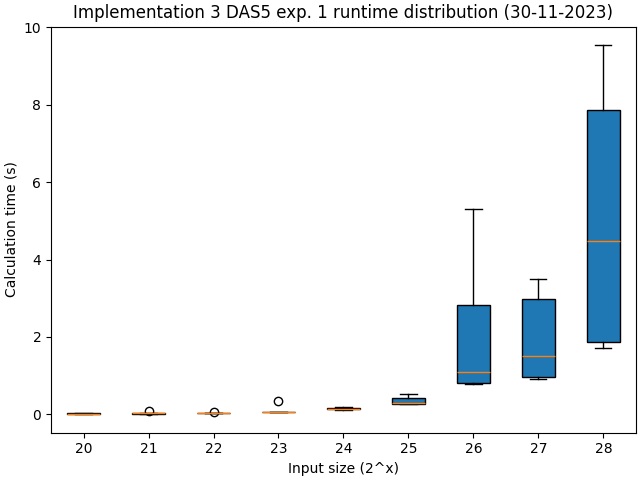 Implementation 3 DAS5 exp. 1 runtime distribution (30-11-2023)
10
8
6
4
2
0
Calculation time (s)
20 21 22 23 24 25 26 27 28
Input size (2^x)